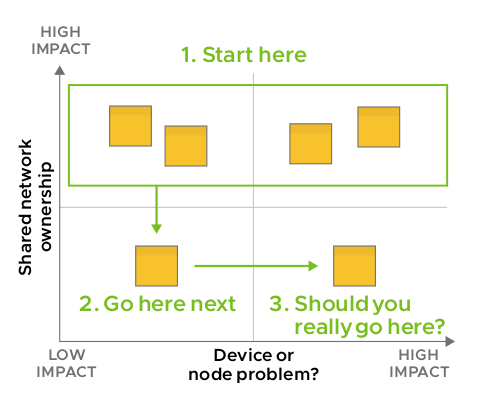 HIGH
IMPACT
1. Start here
Shared network
ownership
2. Go here next
3. Should you
really go here?
LOW
IMPACT
Device or
node problem?
HIGH
IMPACT